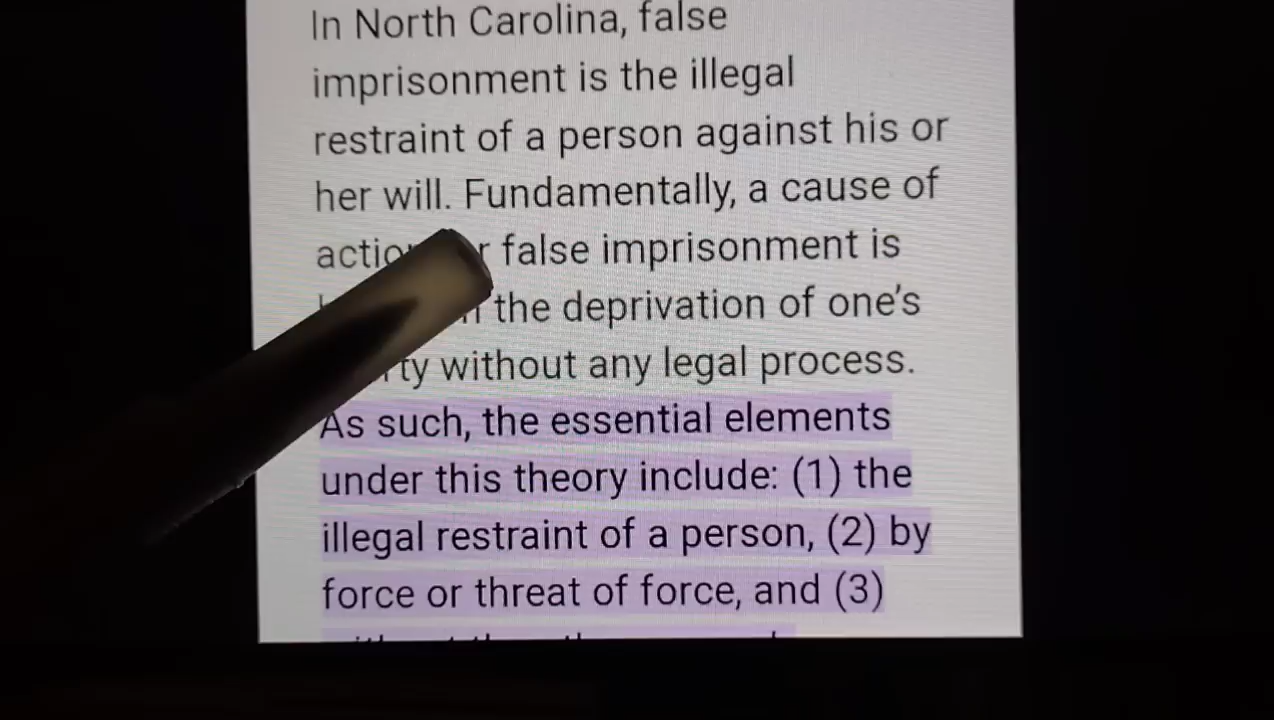 In North Carolina, false
imprisonment is the illegal
restraint of a person against his or
her will. Fundamentally, a cause of
false imprisonment is
the deprivation of one's
without any legal process.
As such, the essential elements
under this theory include: (1) the
illegal restraint of a person, (2) by
force or threat of force, and (3)